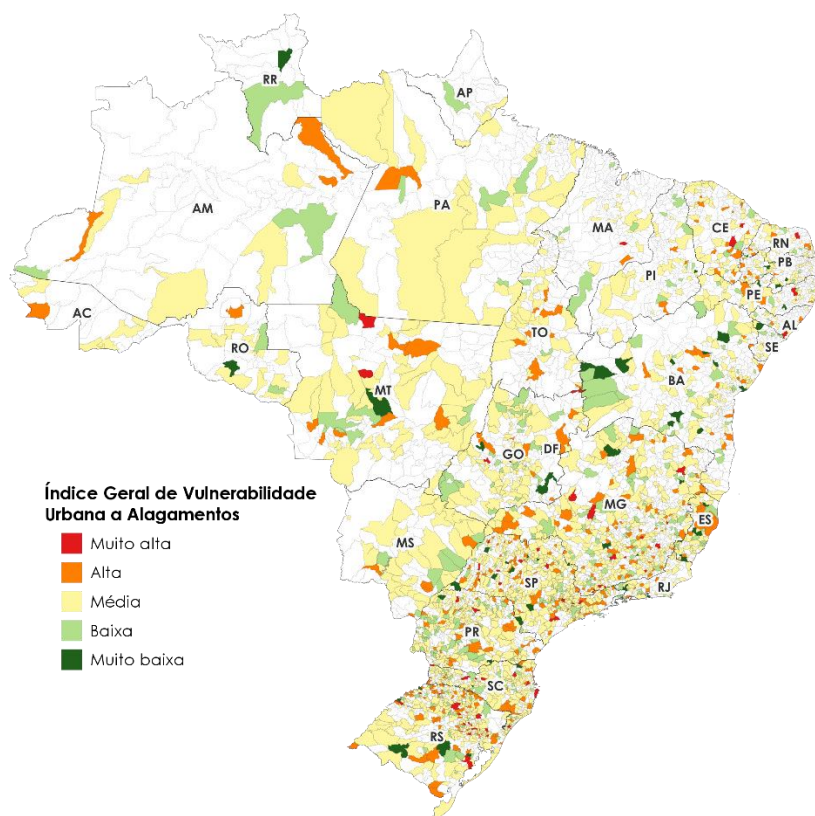 RR
AP
AM
PA
MA
CE
RN
PB
PI
PE
AC
AL
TO
SE
RO
BA
MT
GO
DF
Índice Geral de Vulnerabilidade
Urbana a Alagamentos
Muito alta
Alta
Média
Baixa
Muito baixa
MG
ES
MS
SP
RJ
PR
SC
RS